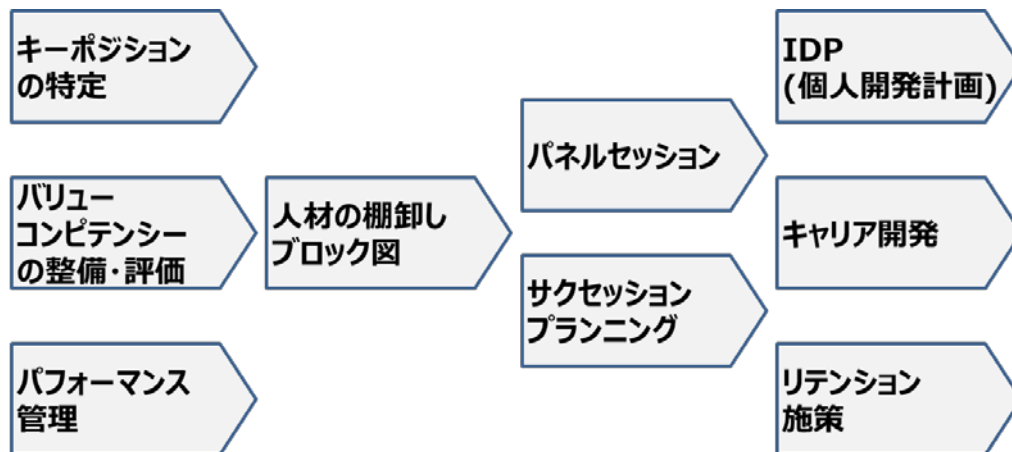 キーポジション
の特定
バリュー
コンピテンシー
の整備・評価
パフォーマンス
管理
人材の棚卸し
ブロック図
パネルセッション
サクセッション
プランニング
IDP
(個人開発計画)
キャリア開発
リテンション
施策